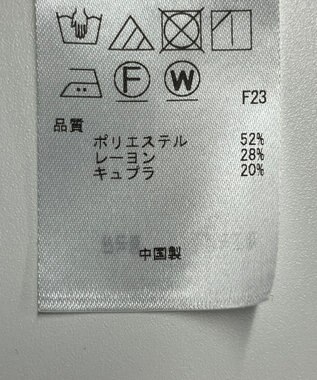 F W
F23
品質
ポリエステル 52%
レーヨン 28%
キュプラ 20%
中国製